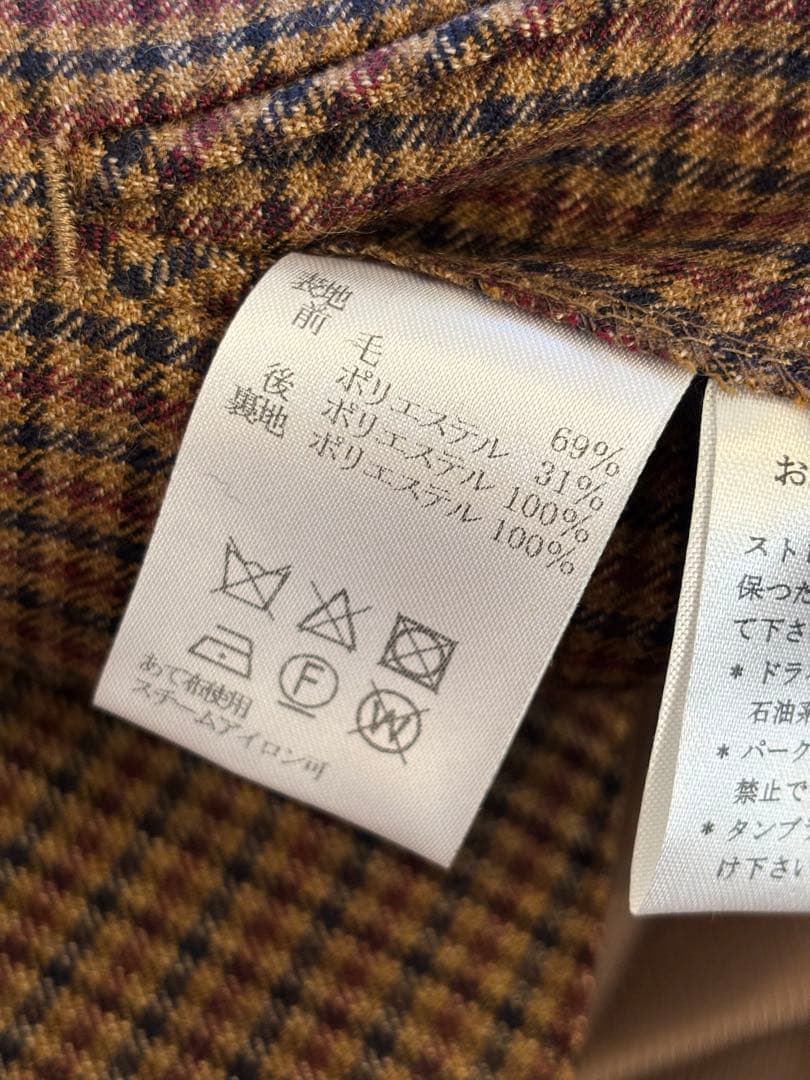 表地
前 毛 69%
ポリエステル 31%
後 ポリエステル 100%
裏地 ポリエステル 100%
F
W
あて布使用
スチームアイロン可
お
スト
保つた
て下さ
* ドラ
石油系
* パーク
禁止で
* タンブ
け下さい